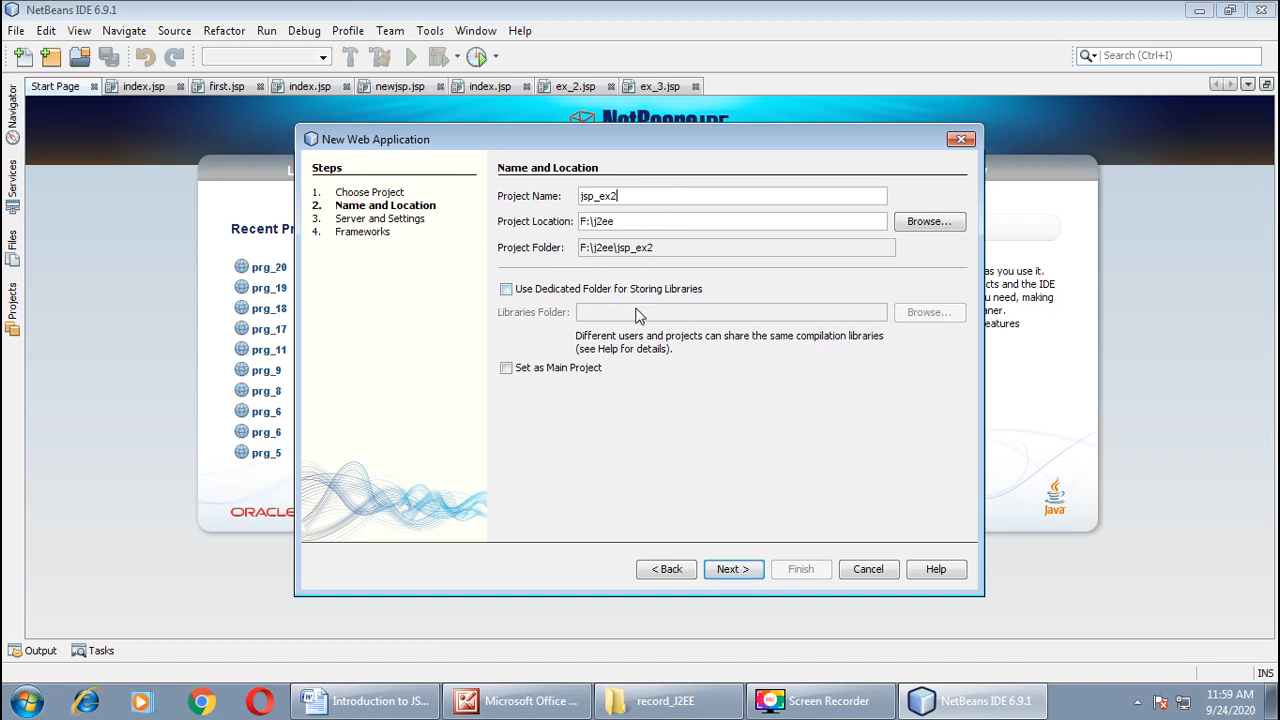 NetBeans IDE 6.9.1
File Edit View Navigate Source Refactor Run Debug Profile Team Tools Window Help
Search (Ctrl+I)
Start Page index.jsp first.jsp index.jsp newjsp.jsp index.jsp ex_2.jsp ex_3.jsp
NetBeans IDE
New Web Application
Steps
1. Choose Project
2. Name and Location
3. Server and Settings
4. Frameworks
Name and Location
Project Name: jsp_ex2
Project Location: F:\j2ee Browse...
Project Folder: F:\j2ee\jsp_ex2
Use Dedicated Folder for Storing Libraries
Libraries Folder: Browse...
Different users and projects can share the same compilation libraries
(see Help for details).
Set as Main Project
< Back Next > Finish Cancel Help
Navigator
Services
Files
Projects
L
Recent Pr
prg_20
prg_19
prg_18
prg_17
prg_11
prg_9
prg_8
prg_6
prg_6
prg_5
ORACLE
as you use it.
cts and the IDE
u need, making
eatures
Java
Output Tasks
INS
Introduction to JS... Microsoft Office ... record_J2EE Screen Recorder NetBeans IDE 6.9.1
11:59 AM
9/24/2020